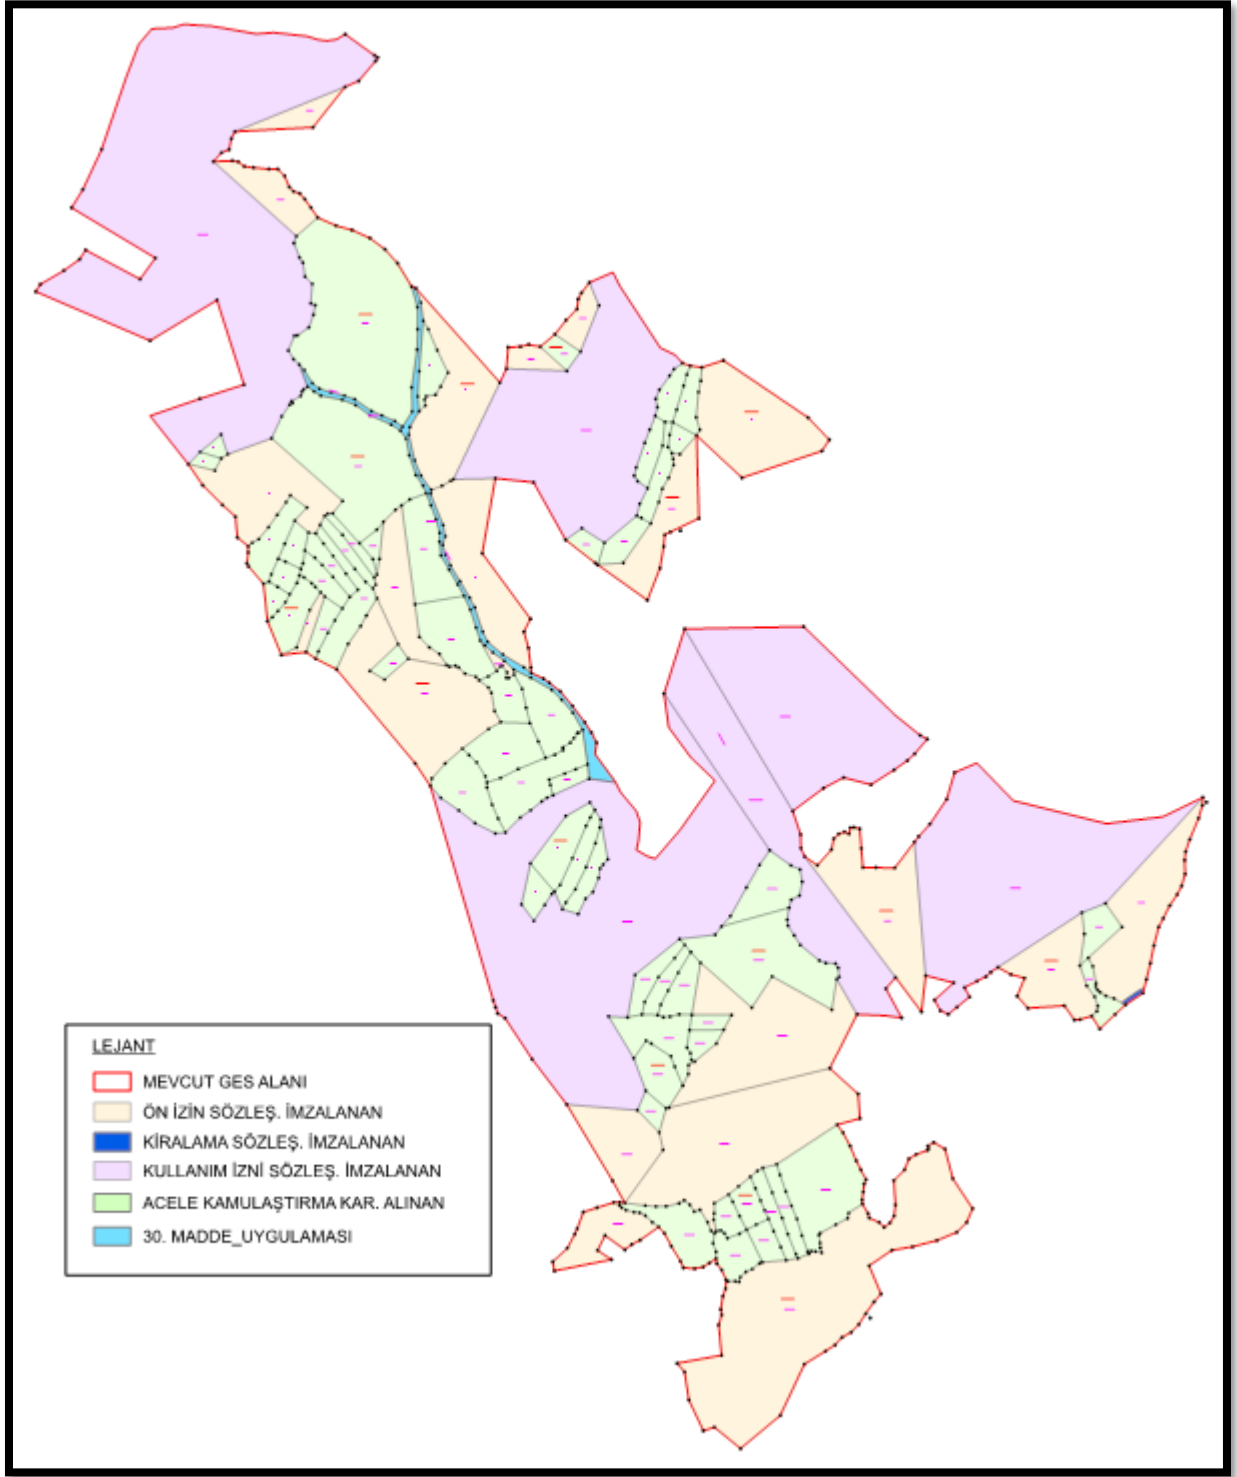 LEJANT
MEVCUT GES ALANI
ÖN İZİN SÖZLEŞ. İMZALANAN
KİRALAMA SÖZLEŞ. İMZALANAN
KULLANIM İZNİ SÖZLEŞ. İMZALANAN
ACELE KAMULAŞTIRMA KAR. ALINAN
30. MADDE_UYGULAMASI